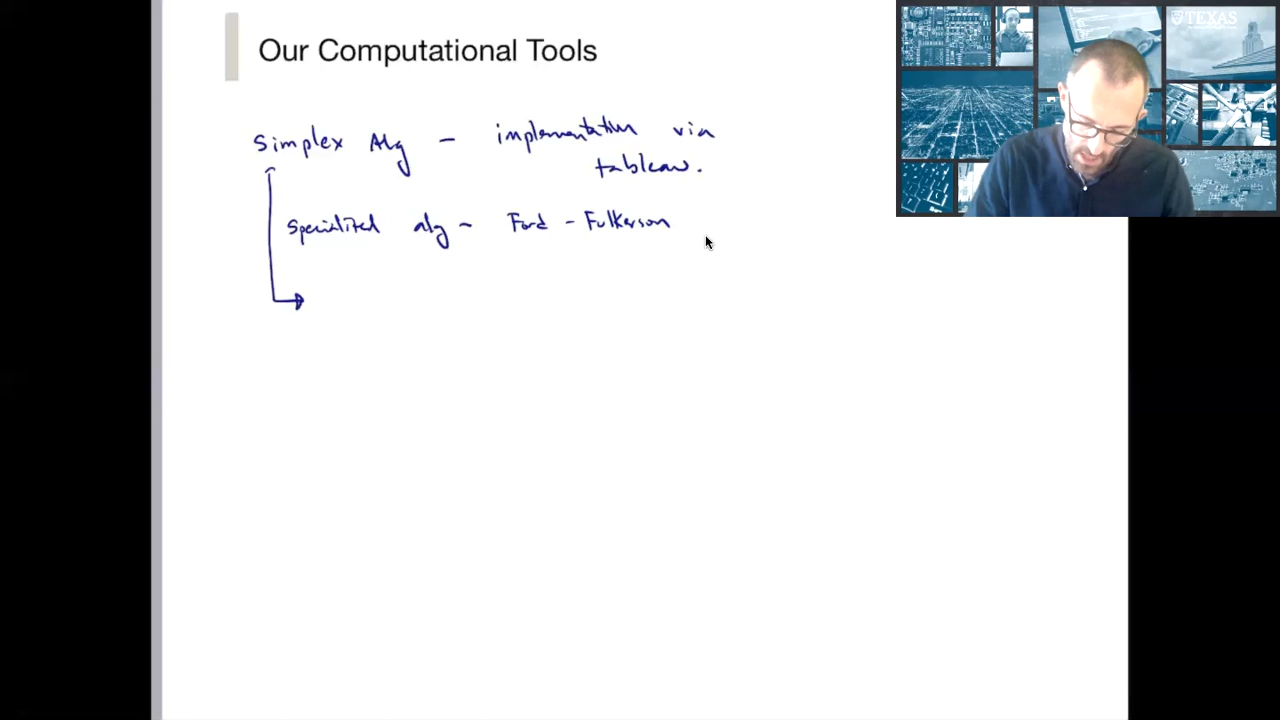 Our Computational Tools
TEXAS
Simplex Alg - implementation via
tableau.
specialized alg - Ford - Fulkerson